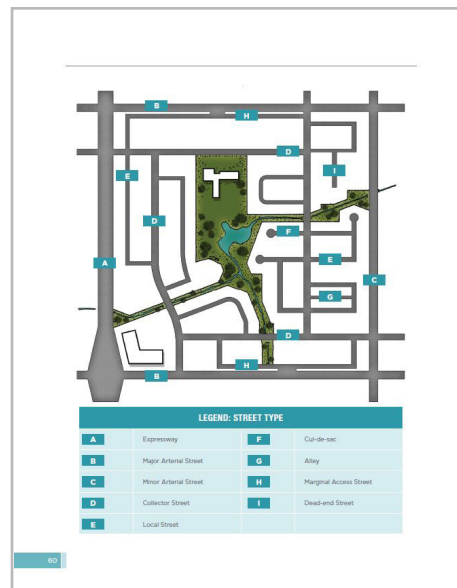 B
H
D
I
E
D
F
A
E
C
G
D
H
B
LEGEND: STREET TYPE
A Expressway F Cul-de-sac
B Major Arterial Street G Alley
C Minor Arterial Street H Marginal Access Street
D Collector Street I Dead-end Street
E Local Street
60